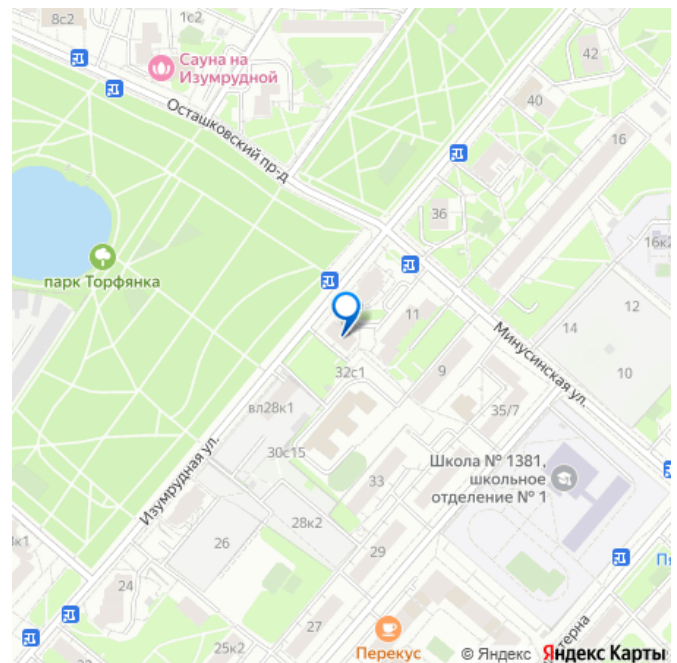 8с2
1с2
Сауна на
Изумрудной
42
40
Осташковский пр-д
16
36
16к2
парк Торфянка
12
11
14
Минусинская ул.
10
9
32с1
вл28к1
35/7
30с15
Школа № 1381,
школьное
отделение № 1
Изумрудная ул.
33
28к2
26
29
24
27
25к2
Перекус
© Яндекс Яндекс Карты